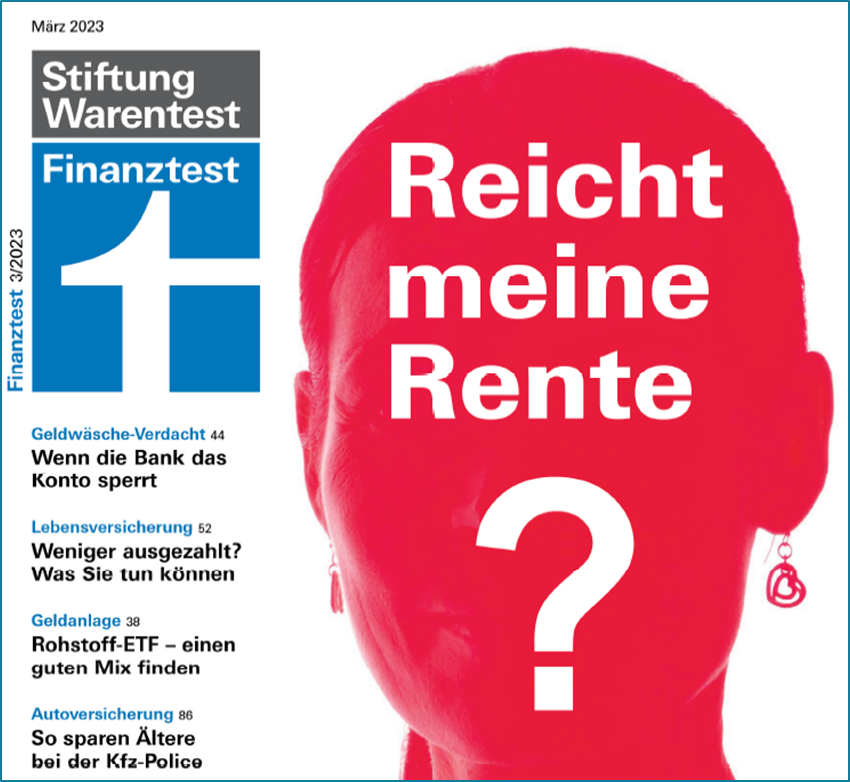 März 2023
Stiftung
Warentest
Finanztest
1
Finanztest 3/2023
Reicht
meine
Rente
?
Geldwäsche-Verdacht 44
Wenn die Bank das
Konto sperrt
Lebensversicherung 52
Weniger ausgezahlt?
Was Sie tun können
Geldanlage 38
Rohstoff-ETF – einen
guten Mix finden
Autoversicherung 86
So sparen Ältere
bei der Kfz-Police